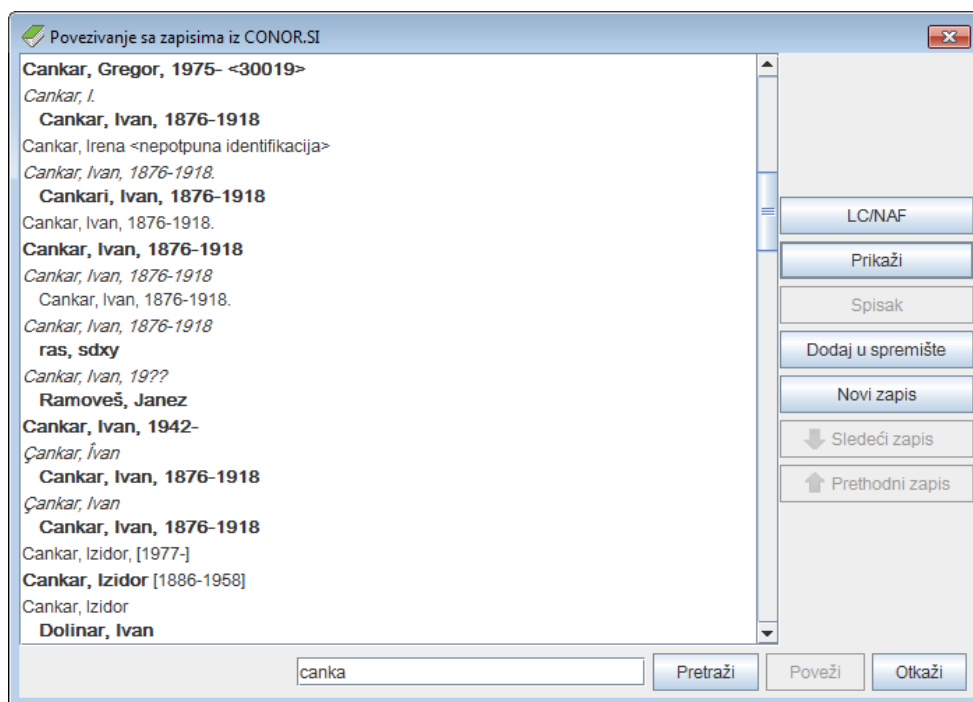 Povezivanje sa zapisima iz CONOR.SI
Cankar, Gregor, 1975- <30019>
Cankar, I.
Cankar, Ivan, 1876-1918
Cankar, Irena <nepotpuna identifikacija>
Cankar, Ivan, 1876-1918.
Cankari, Ivan, 1876-1918
Cankar, Ivan, 1876-1918.
Cankar, Ivan, 1876-1918
Cankar, Ivan, 1876-1918
Cankar, Ivan, 1876-1918.
Cankar, Ivan, 1876-1918
ras, sdxy
Cankar, Ivan, 19??
Ramoveš, Janez
Cankar, Ivan, 1942-
Çankar, Îvan
Cankar, Ivan, 1876-1918
Çankar, Ivan
Cankar, Ivan, 1876-1918
Cankar, Izidor, [1977-]
Cankar, Izidor [1886-1958]
Cankar, Izidor
Dolinar, Ivan
LC/NAF
Prikaži
Spisak
Dodaj u spremište
Novi zapis
Sledeći zapis
Prethodni zapis
canka
Pretraži
Poveži
Otkaži